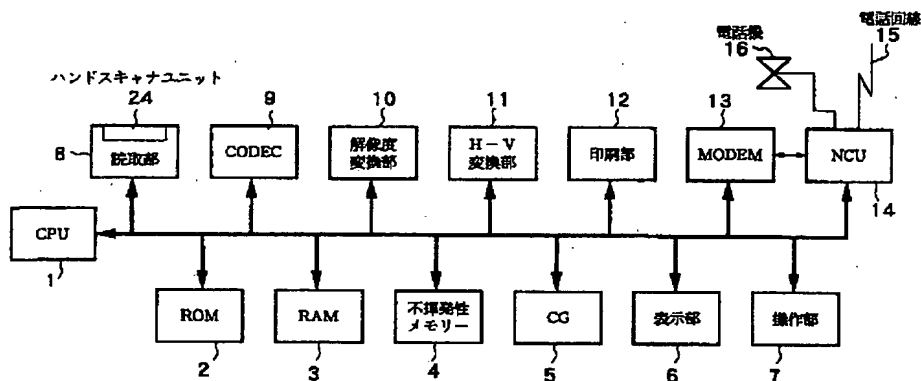 電話機
16
電話回線
15
ハンドスキャナユニット
24
9
10
11
12
13
8
読取部
CODEC
解像度
変換部
H-V
変換部
印刷部
MODEM
NCU
14
CPU
1
ROM
RAM
不揮発性
メモリー
CG
表示部
操作部
2
3
4
5
6
7